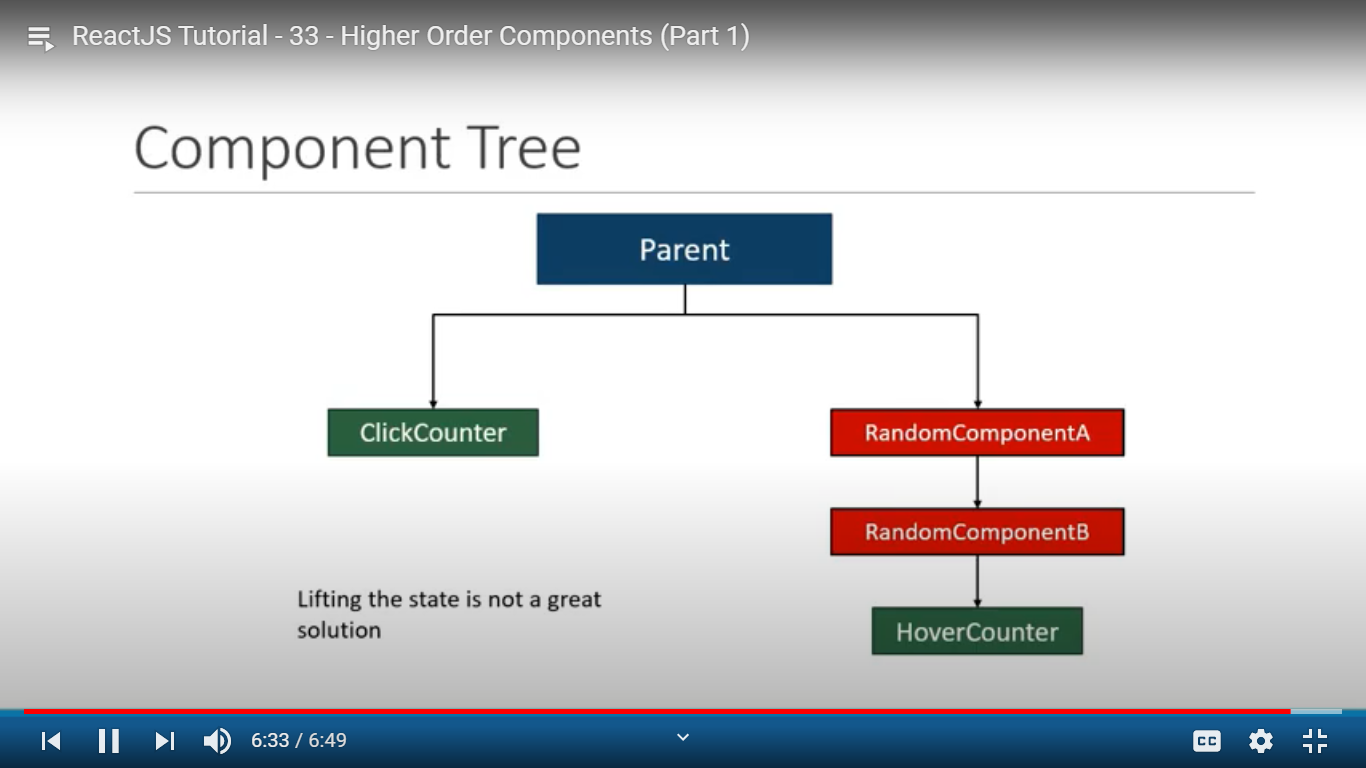 ReactJS Tutorial - 33 - Higher Order Components (Part 1)
Component Tree
Parent
ClickCounter
RandomComponentA
RandomComponentB
HoverCounter
Lifting the state is not a great
solution
6:33 / 6:49
CC